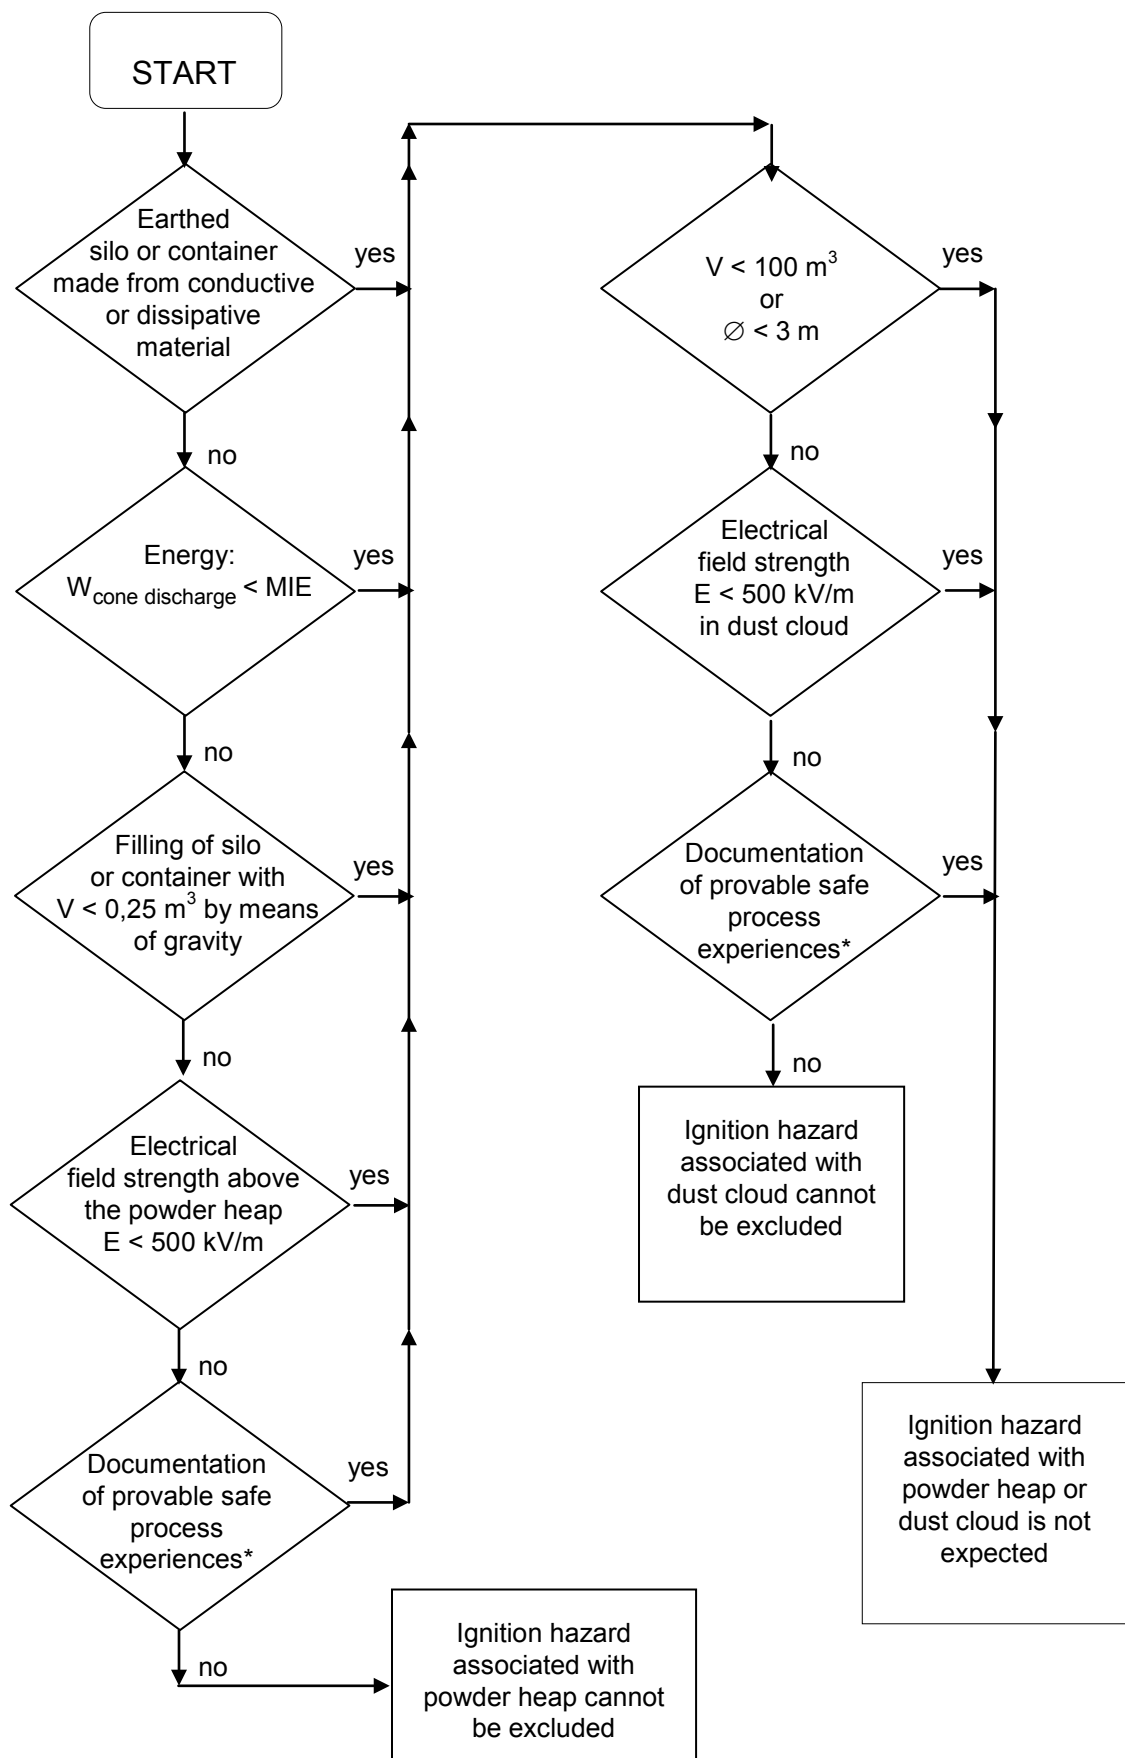 START
Earthed
silo or container
made from conductive
or dissipative
material
yes
no
Energy:
W cone discharge < MIE
yes
no
Filling of silo
or container with
V < 0,25 m³ by means
of gravity
yes
no
Electrical
field strength above
the powder heap
E < 500 kV/m
yes
no
Documentation
of provable safe
process
experiences*
yes
no
Ignition hazard
associated with
powder heap cannot
be excluded
V < 100 m³
or
∅ < 3 m
yes
no
Electrical
field strength
E < 500 kV/m
in dust cloud
yes
no
Documentation
of provable safe
process
experiences*
yes
no
Ignition hazard
associated with
dust cloud cannot
be excluded
Ignition hazard
associated with
powder heap or
dust cloud is not
expected